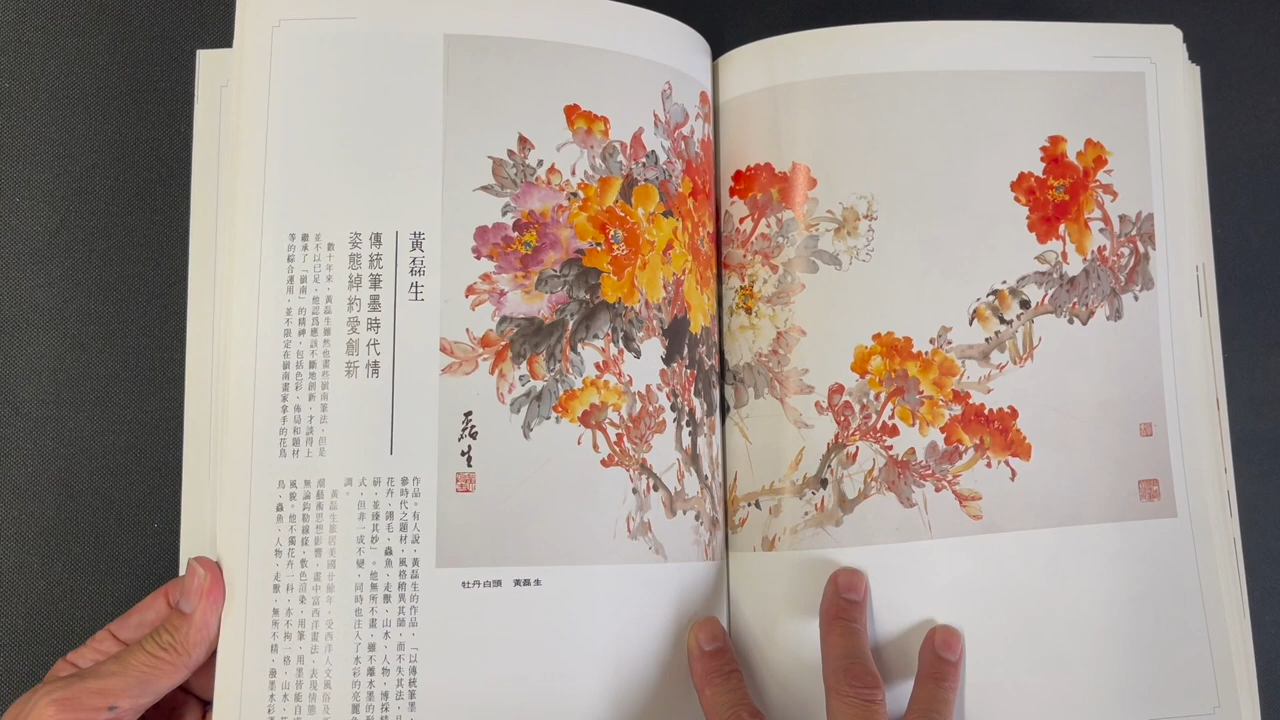 黃磊生
傳統筆墨時代情
姿態綽約愛創新
數十年來，黃磊生雖然也畫些嶺南筆法，但是
並不以已足，他認爲應該不斷地創新，才談得上
繼承了「嶺南」的精神，包括色彩、佈局和題材
等的綜合運用，並不限定在嶺南畫家拿手的花鳥
作品。有人說，黃磊生的作品，「以傳統筆墨，
參時代之題材，風格稍異其師，而不失其法，凡
花卉、翎毛、蟲魚、走獸、山水、人物，博採精
研，並臻其妙」。他無所不畫，雖不離水墨的形
式，但非一成不變，同時也注入了水彩的亮麗色
調。
黃磊生旅居美國廿餘年，受西洋人文風俗及
潮藝術思想影響，畫中富西洋畫法，表現情態
無論鈎勒線條，敷色渲染，用筆、用墨皆能自
風貌。他不獨花卉一科，亦不拘一格，山水、花
鳥、蟲魚、人物、走獸，無所不精，潑墨水彩
磊生
牡丹白頭　黃磊生